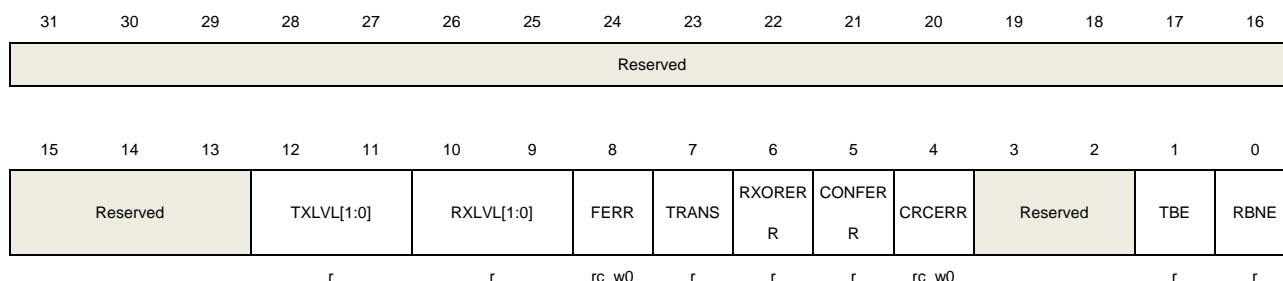 31 30 29 28 27 26 25 24 23 22 21 20 19 18 17 16
Reserved
15 14 13 12 11 10 9 8 7 6 5 4 3 2 1 0
Reserved TXLVL[1:0] RXLVL[1:0] FERR TRANS RXORER R CONFER R CRCERR Reserved TBE RBNE
r r rc_w0 r r r rc_w0 r r